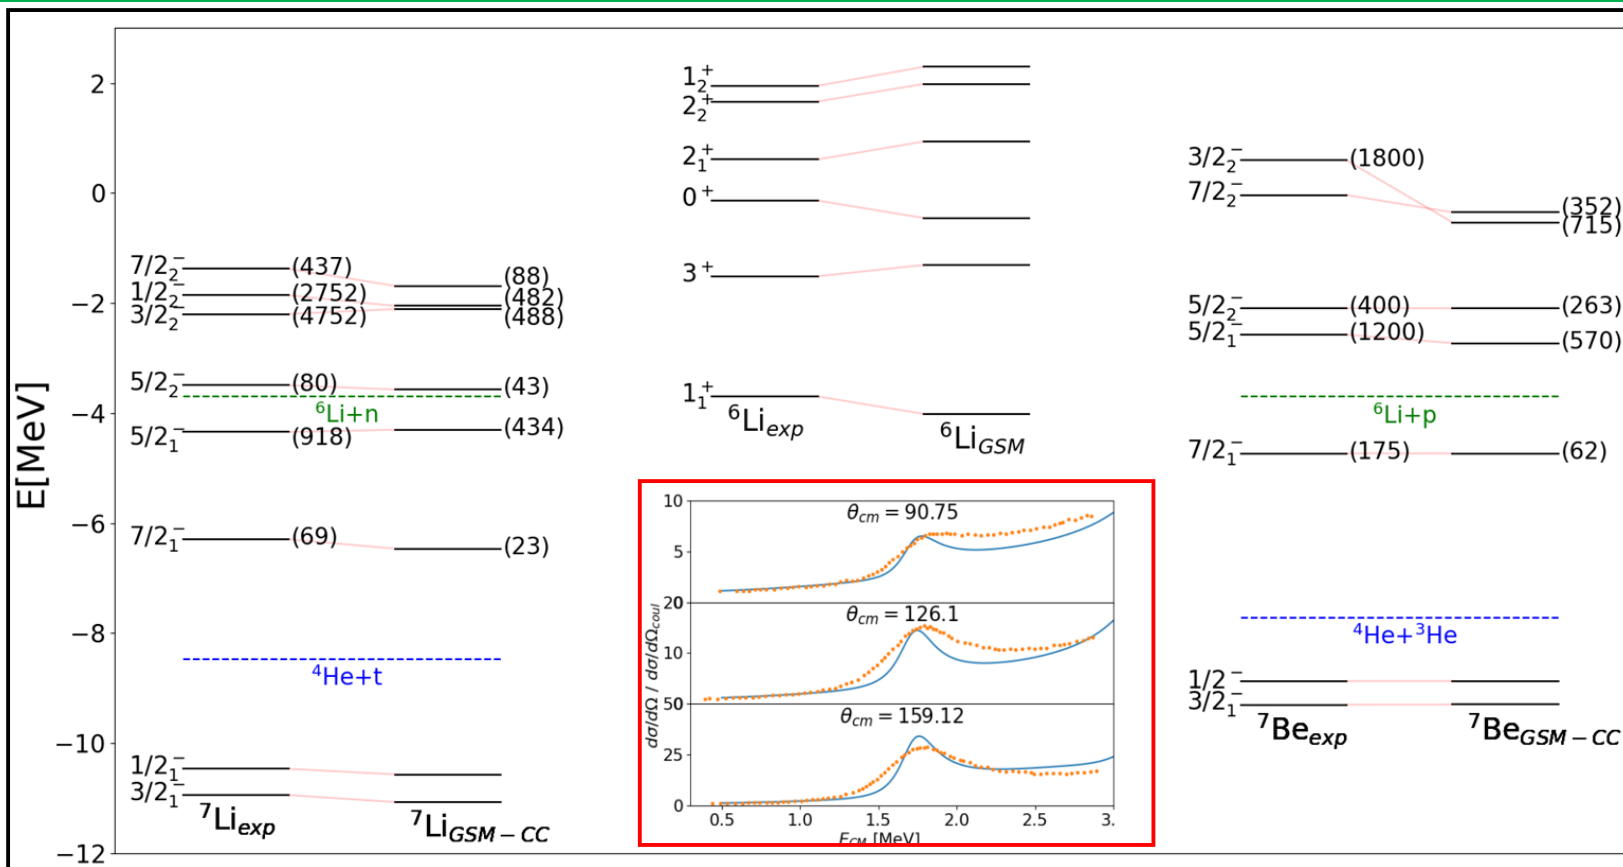 E[MeV]
2
0
−2
−4
−6
−8
−10
−12
7/2₂⁻ (437) (88)
1/2₂⁻ (2752) (482)
3/2₂⁻ (4752) (488)
5/2₂⁻ (80) (43)
⁶Li+n
5/2₁⁻ (918) (434)
7/2₁⁻ (69) (23)
⁴He+t
1/2₁⁻
3/2₁⁻
⁷Li_exp ⁷Li_GSM−CC
1₂⁺
2₂⁺
2₁⁺
0⁺
3⁺
1₁⁺
⁶Li_exp ⁶Li_GSM
3/2₂⁻ (1800)
7/2₂⁻ (352)
(715)
5/2₂⁻ (400) (263)
5/2₁⁻ (1200) (570)
⁶Li+p
7/2₁⁻ (175) (62)
⁴He+³He
1/2⁻
3/2₁⁻
⁷Be_exp ⁷Be_GSM−CC
dσ/dΩ / dσ/dΩ_coul
10
θ_cm = 90.75
5
20
θ_cm = 126.1
10
50
θ_cm = 159.12
25
0
0.5 1.0 1.5 2.0 2.5 3.
E_CM [MeV]